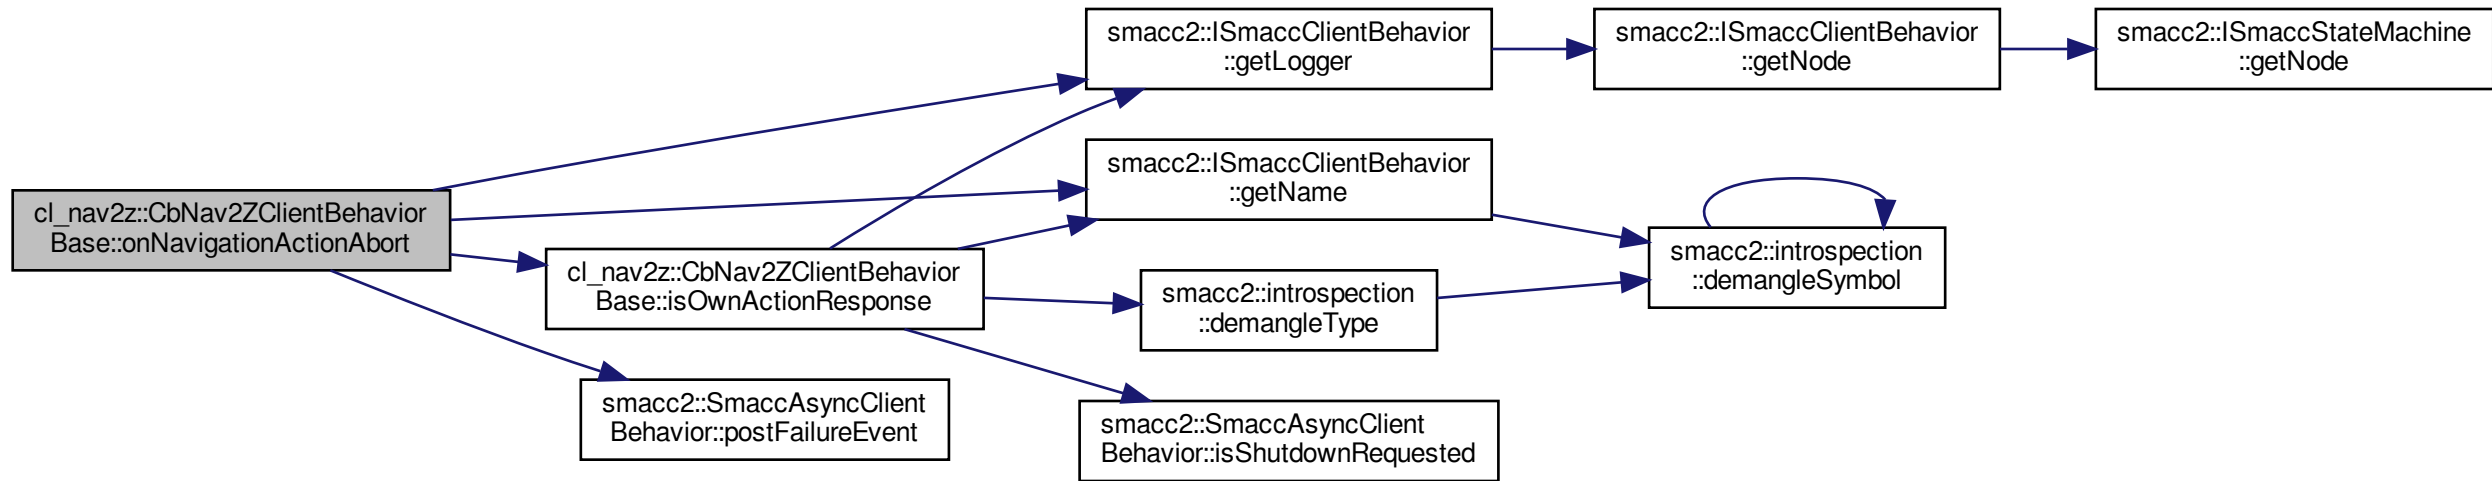 cl_nav2z::CbNav2ZClientBehavior
Base::onNavigationActionAbort
smacc2::ISmaccClientBehavior
::getLogger
smacc2::ISmaccClientBehavior
::getNode
smacc2::ISmaccStateMachine
::getNode
smacc2::ISmaccClientBehavior
::getName
cl_nav2z::CbNav2ZClientBehavior
Base::isOwnActionResponse
smacc2::introspection
::demangleType
smacc2::introspection
::demangleSymbol
smacc2::SmaccAsyncClient
Behavior::postFailureEvent
smacc2::SmaccAsyncClient
Behavior::isShutdownRequested